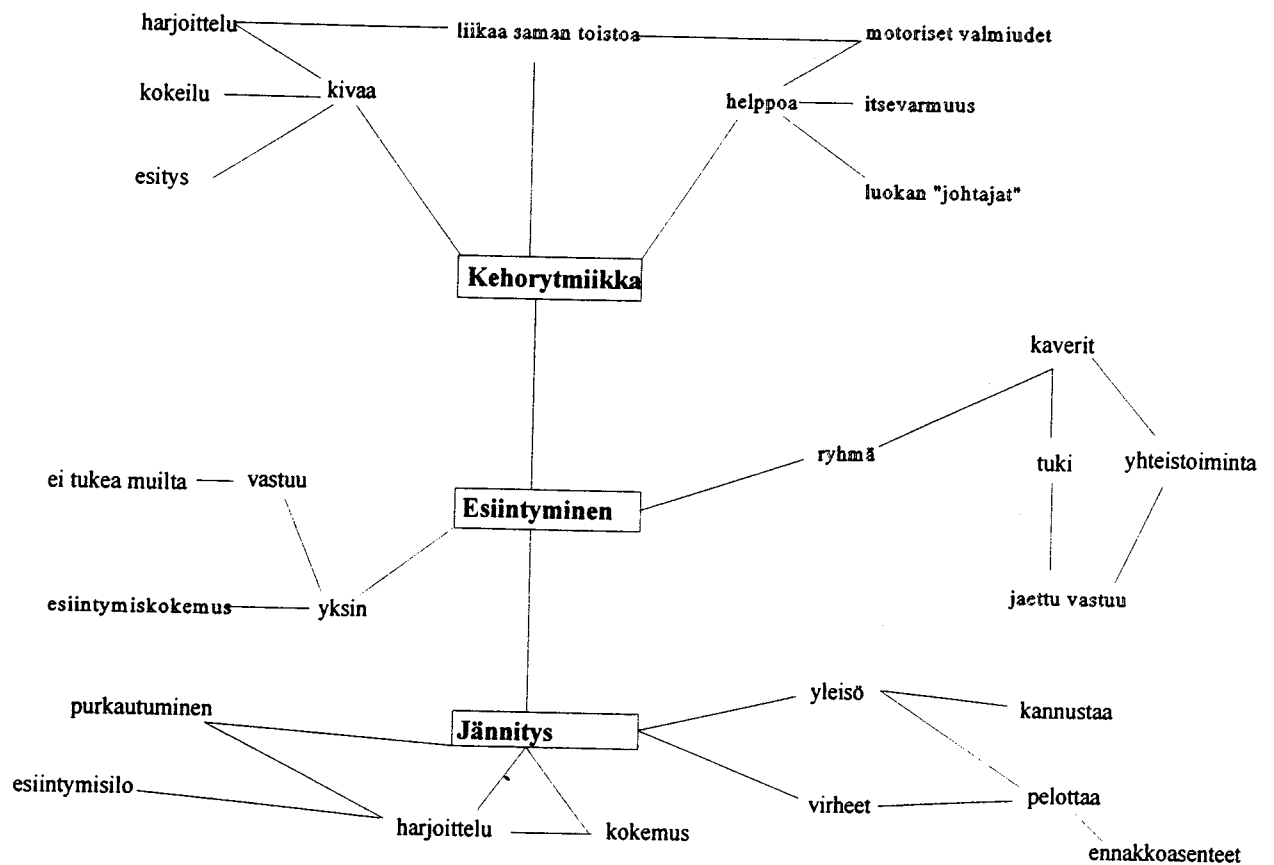 harjoittelu
liikaa saman toistoa
motoriset valmiudet
kokeilu
kivaa
helppoa
itsevarmuus
esitys
luokan "johtajat"
Kehorytmiikka
kaverit
ryhmä
tuki
yhteistoiminta
ei tukea muilta
vastuu
Esiintyminen
esiintymiskokemus
yksin
jaettu vastuu
purkautuminen
yleisö
kannustaa
Jännitys
esiintymisilo
virheet
pelottaa
harjoittelu
kokemus
ennakkoasenteet